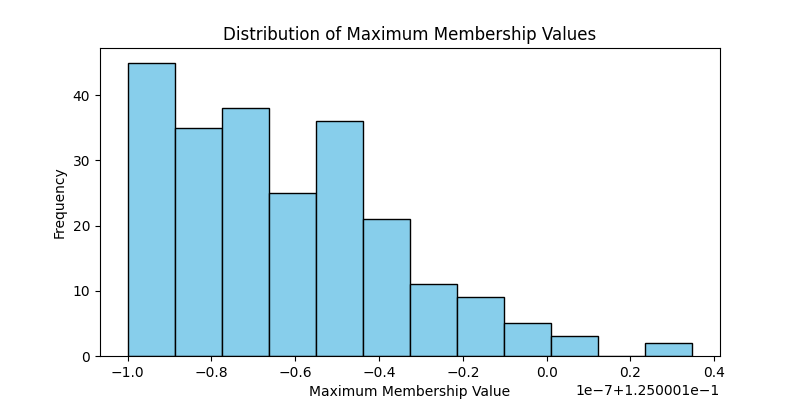 Distribution of Maximum Membership Values
Frequency
40
30
20
10
0
−1.0 −0.8 −0.6 −0.4 −0.2 0.0 0.2 0.4
Maximum Membership Value
1e−7+1.250001e−1